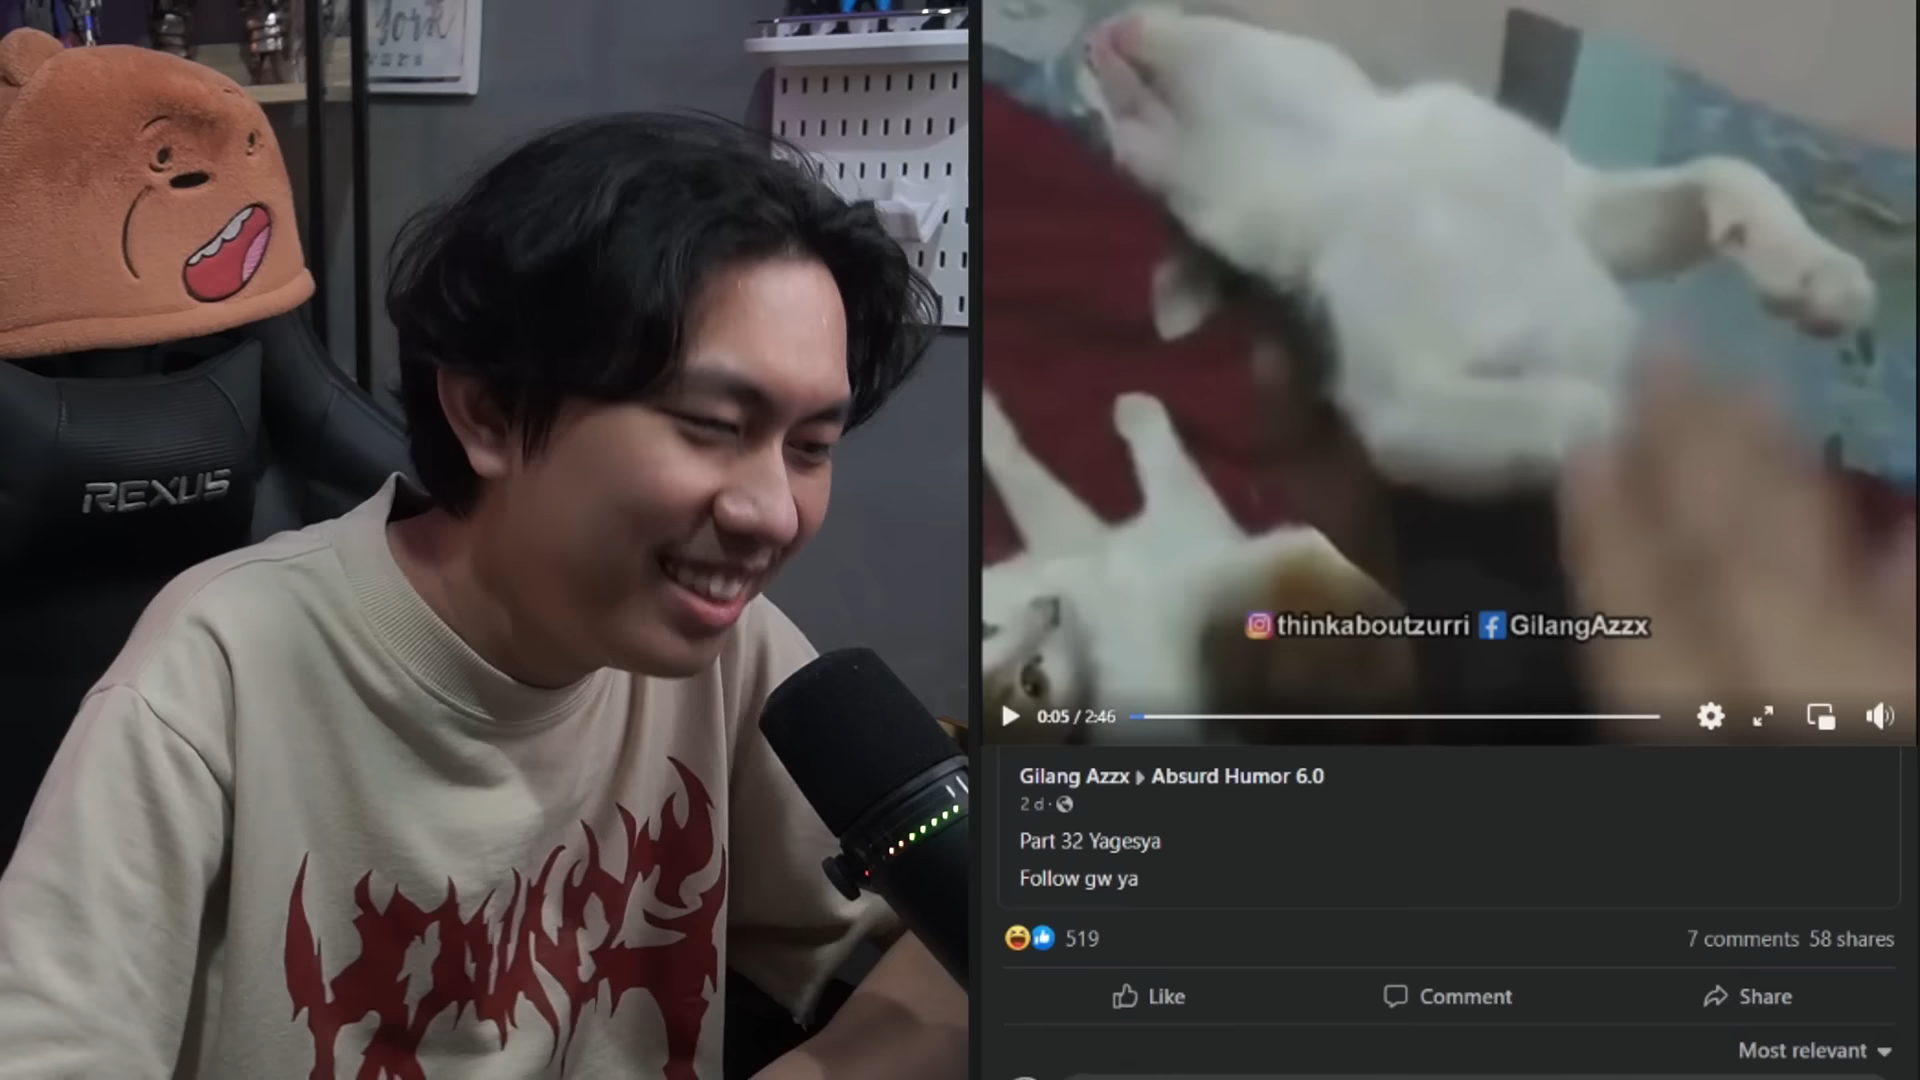 REXUS
thinkaboutzurri GilangAzzx
0:05 / 2:46
Gilang Azzx Absurd Humor 6.0
2 d ·
Part 32 Yagesya
Follow gw ya
519
7 comments 58 shares
Like
Comment
Share
Most relevant